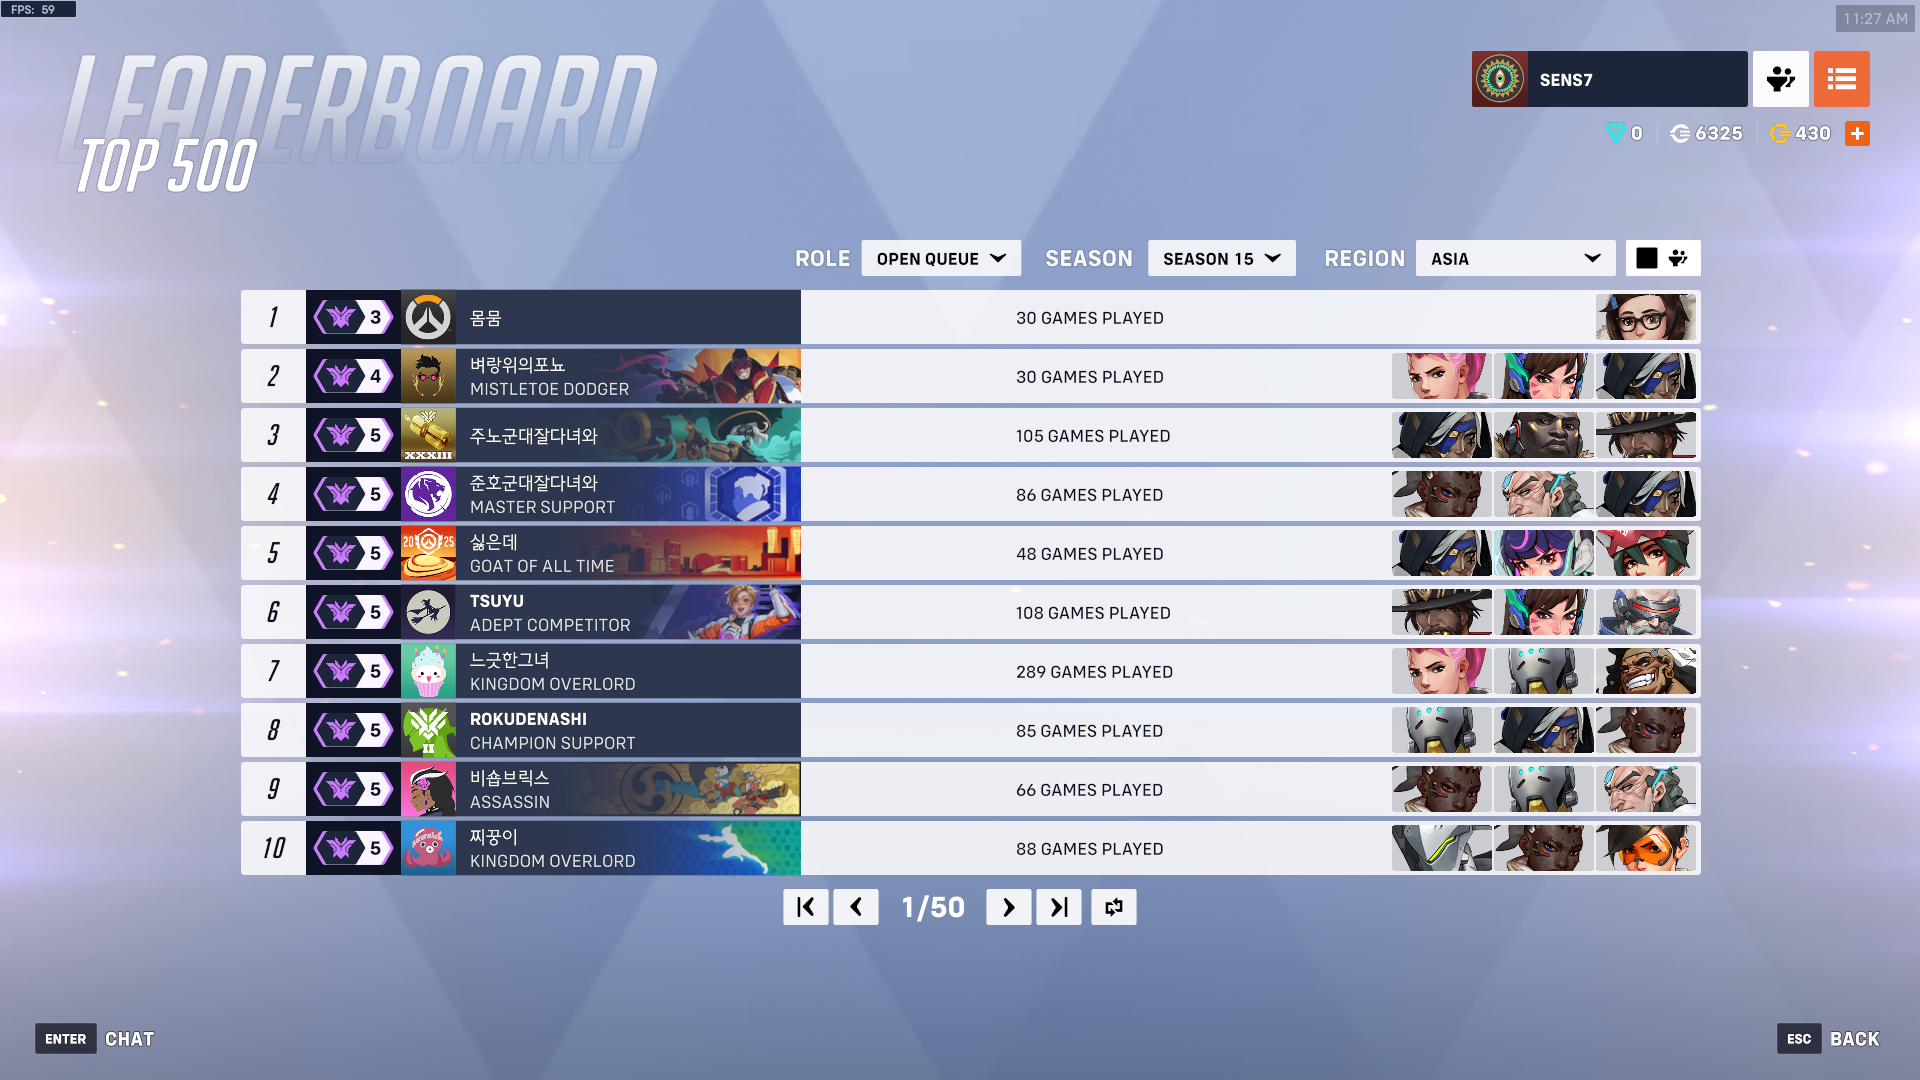 FPS: 59
11:27 AM
LEADERBOARD
TOP 500
SENS7
0 6325 430
ROLE OPEN QUEUE SEASON SEASON 15 REGION ASIA
1 3 몸뭄 30 GAMES PLAYED
2 4 벼랑위의포뇨 30 GAMES PLAYED
MISTLETOE DODGER
3 5 주노군대잘다녀와 105 GAMES PLAYED
XXXIII
4 5 준호군대잘다녀와 86 GAMES PLAYED
MASTER SUPPORT
5 5 2025 싫은데 48 GAMES PLAYED
GOAT OF ALL TIME
6 5 TSUYU 108 GAMES PLAYED
ADEPT COMPETITOR
7 5 느긋한그녀 289 GAMES PLAYED
KINGDOM OVERLORD
8 5 ROKUDENASHI 85 GAMES PLAYED
II CHAMPION SUPPORT
9 5 비숍브릭스 66 GAMES PLAYED
ASSASSIN
10 5 찌꿍이 88 GAMES PLAYED
KINGDOM OVERLORD
1/50
ENTER CHAT
ESC BACK